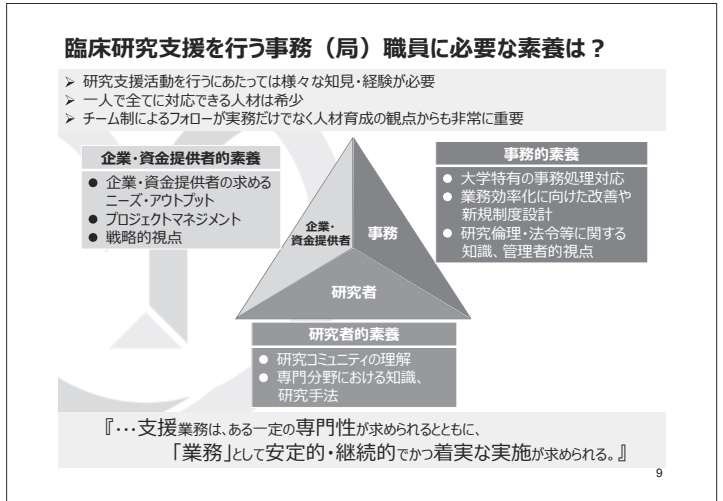 臨床研究支援を行う事務（局）職員に必要な素養は？
➢ 研究支援活動を行うにあたっては様々な知見・経験が必要
➢ 一人で全てに対応できる人材は希少
➢ チーム制によるフォローが実務だけでなく人材育成の観点からも非常に重要
企業・資金提供者的素養
● 企業・資金提供者の求める
ニーズ・アウトプット
● プロジェクトマネジメント
● 戦略的視点
事務的素養
● 大学特有の事務処理対応
● 業務効率化に向けた改善や
新規制度設計
● 研究倫理・法令等に関する
知識、管理者的視点
企業・
資金提供者
事務
研究者
研究者的素養
● 研究コミュニティの理解
● 専門分野における知識、
研究手法
『…支援業務は、ある一定の専門性が求められるとともに、
「業務」として安定的・継続的でかつ着実な実施が求められる。』
9